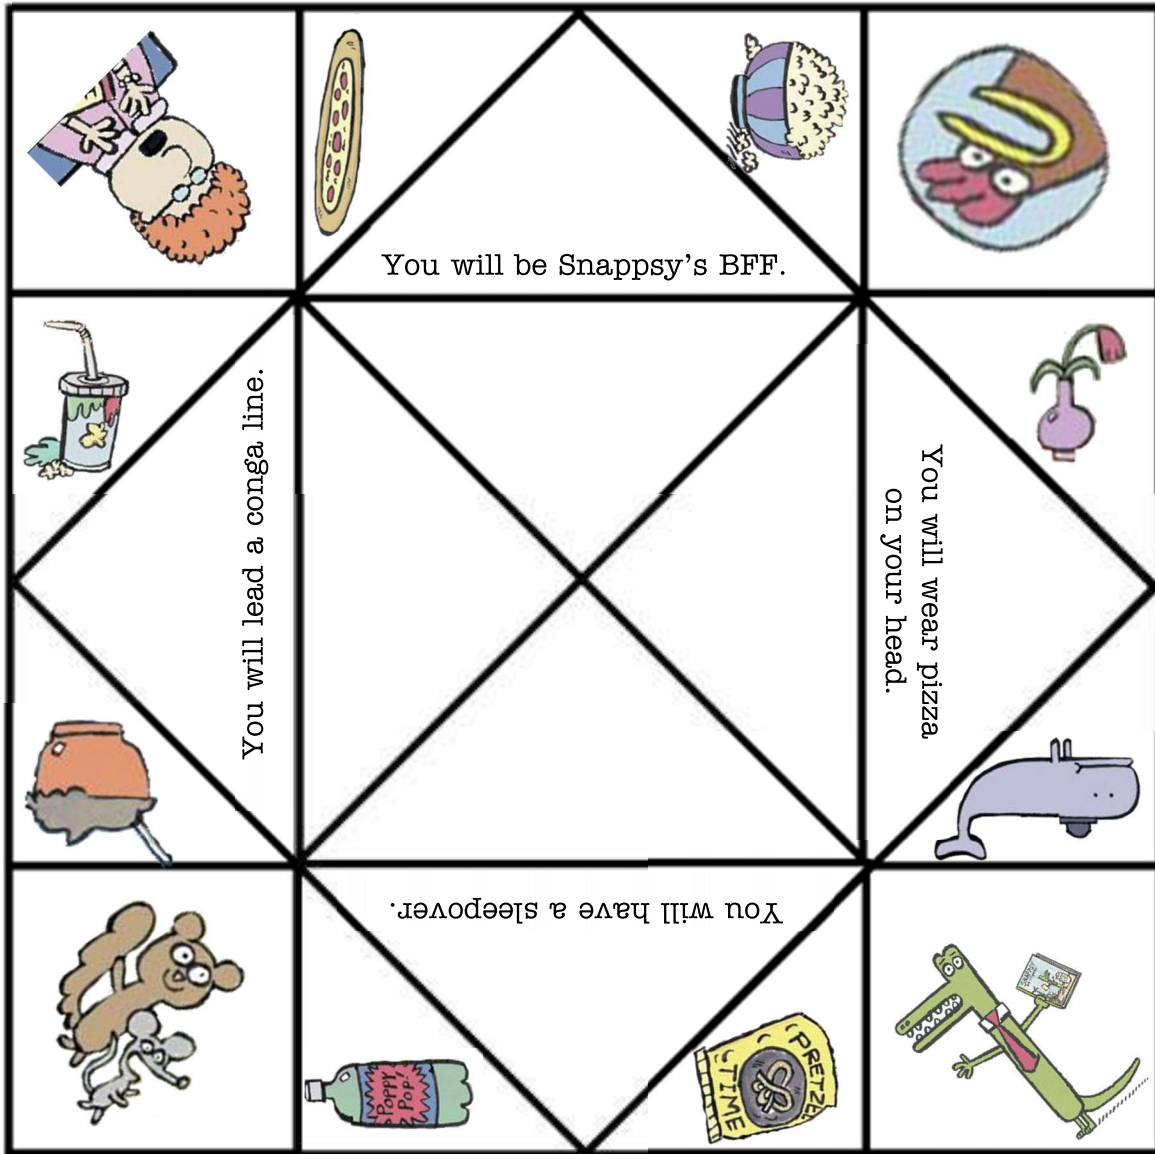 You will be Snappsy’s BFF.
You will lead a conga line.
You will wear pizza
on your head.
You will have a sleepover.
Poppy
Pop!
PRETZEL
TIME
SNAPPSY